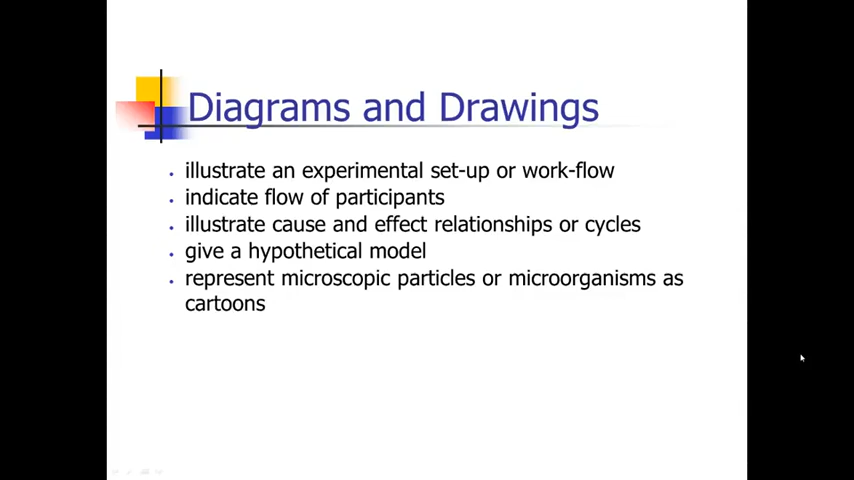 Diagrams and Drawings
• illustrate an experimental set-up or work-flow
• indicate flow of participants
• illustrate cause and effect relationships or cycles
• give a hypothetical model
• represent microscopic particles or microorganisms as
cartoons